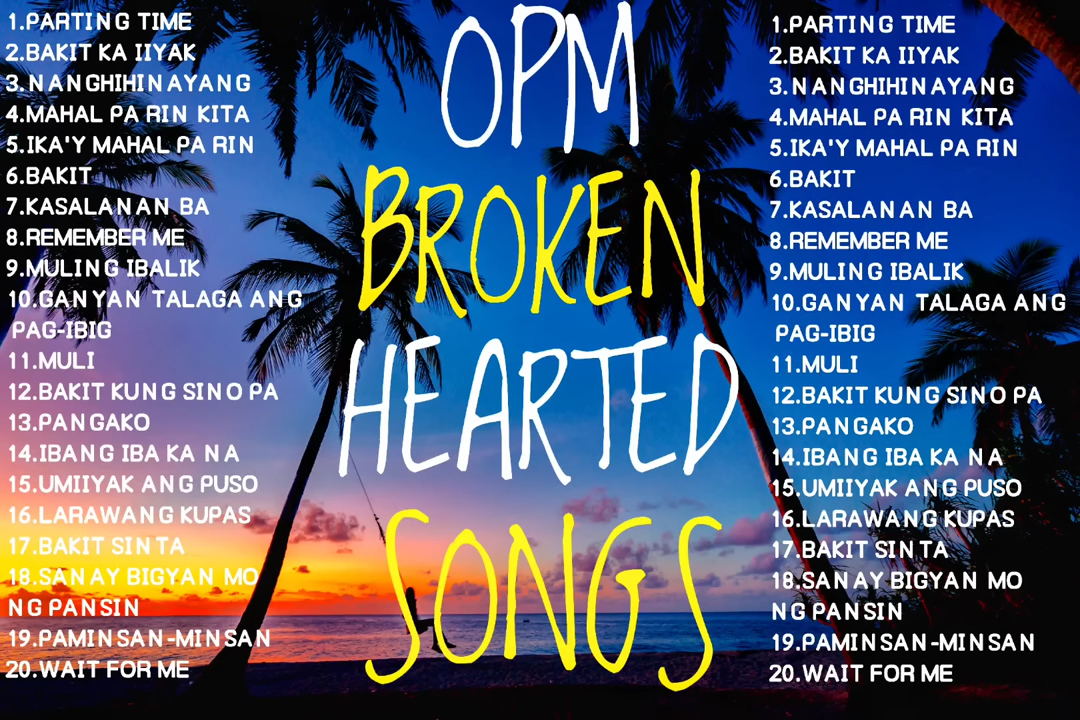 1.PARTING TIME
2.BAKIT KA IIYAK
3.NANGHIHINAYANG
4.MAHAL PA RIN KITA
5.IKA'Y MAHAL PA RIN
6.BAKIT
7.KASALANAN BA
8.REMEMBER ME
9.MULING IBALIK
10.GANYAN TALAGA ANG
PAG-IBIG
11.MULI
12.BAKIT KUNG SINO PA
13.PANGAKO
14.IBANG IBA KA NA
15.UMIIYAK ANG PUSO
16.LARAWANG KUPAS
17.BAKIT SINTA
18.SANAY BIGYAN MO
NG PANSIN
19.PAMINSAN-MINSAN
20.WAIT FOR ME
OPM
BROKEN
HEARTED
SONGS
1.PARTING TIME
2.BAKIT KA IIYAK
3.NANGHIHINAYANG
4.MAHAL PA RIN KITA
5.IKA'Y MAHAL PA RIN
6.BAKIT
7.KASALANAN BA
8.REMEMBER ME
9.MULING IBALIK
10.GANYAN TALAGA ANG
PAG-IBIG
11.MULI
12.BAKIT KUNG SINO PA
13.PANGAKO
14.IBANG IBA KA NA
15.UMIIYAK ANG PUSO
16.LARAWANG KUPAS
17.BAKIT SINTA
18.SANAY BIGYAN MO
NG PANSIN
19.PAMINSAN-MINSAN
20.WAIT FOR ME